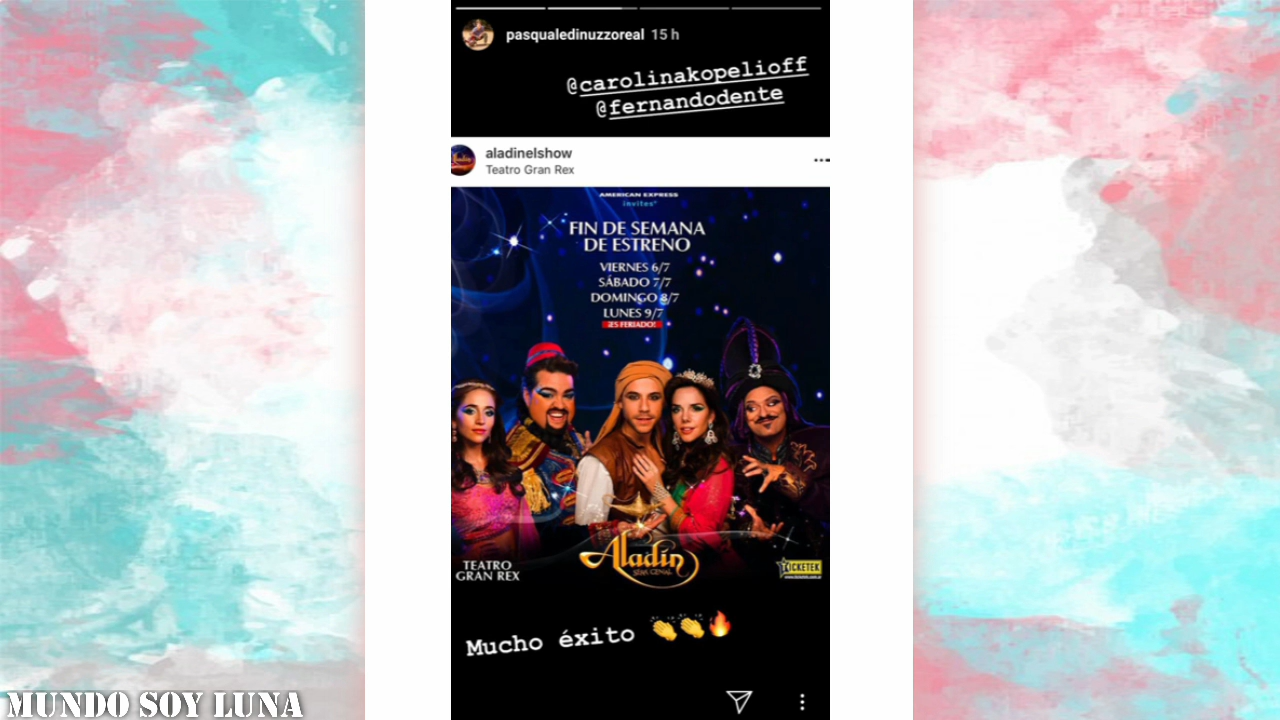 pasqualedinuzzoreal 15 h
@carolinakopelioff
@fernandodente
aladinelshow
Teatro Gran Rex
AMERICAN EXPRESS
invites
FIN DE SEMANA
DE ESTRENO
VIERNES 6/7
SÁBADO 7/7
DOMINGO 8/7
LUNES 9/7
¡ES FERIADO!
Aladín
SERÁ GENIAL
TEATRO
GRAN REX
TICKETEK
Mucho éxito 👏👏🔥
MUNDO SOY LUNA